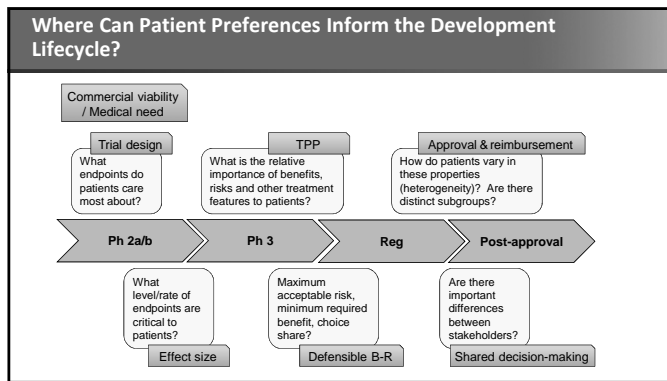 Where Can Patient Preferences Inform the Development
Lifecycle?
Commercial viability
/ Medical need
Trial design
What
endpoints do
patients care
most about?
TPP
What is the relative
importance of benefits,
risks and other treatment
features to patients?
Approval & reimbursement
How do patients vary in
these properties
(heterogeneity)? Are there
distinct subgroups?
Ph 2a/b
Ph 3
Reg
Post-approval
What
level/rate of
endpoints are
critical to
patients?
Effect size
Maximum
acceptable risk,
minimum required
benefit, choice
share?
Defensible B-R
Are there
important
differences
between
stakeholders?
Shared decision-making